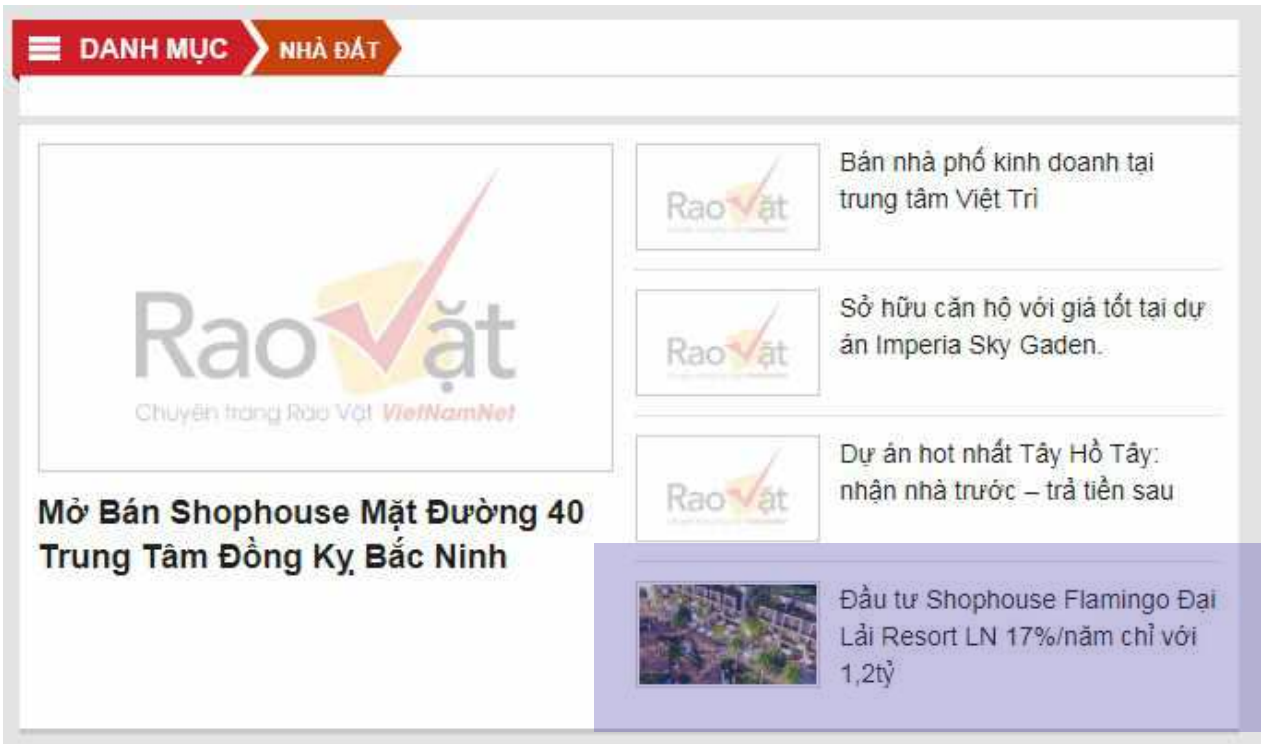 DANH MỤC
NHÀ ĐẤT
Rao Vặt
Chuyên trang Rao Vặt VietNamNet
Mở Bán Shophouse Mặt Đường 40
Trung Tâm Đồng Kỵ Bắc Ninh
Rao Vặt
Bán nhà phố kinh doanh tại
trung tâm Việt Trì
Rao Vặt
Sở hữu căn hộ với giá tốt tại dự
án Imperia Sky Gaden.
Rao Vặt
Dự án hot nhất Tây Hồ Tây:
nhận nhà trước – trả tiền sau
Đầu tư Shophouse Flamingo Đại
Lải Resort LN 17%/năm chỉ với
1,2tỷ